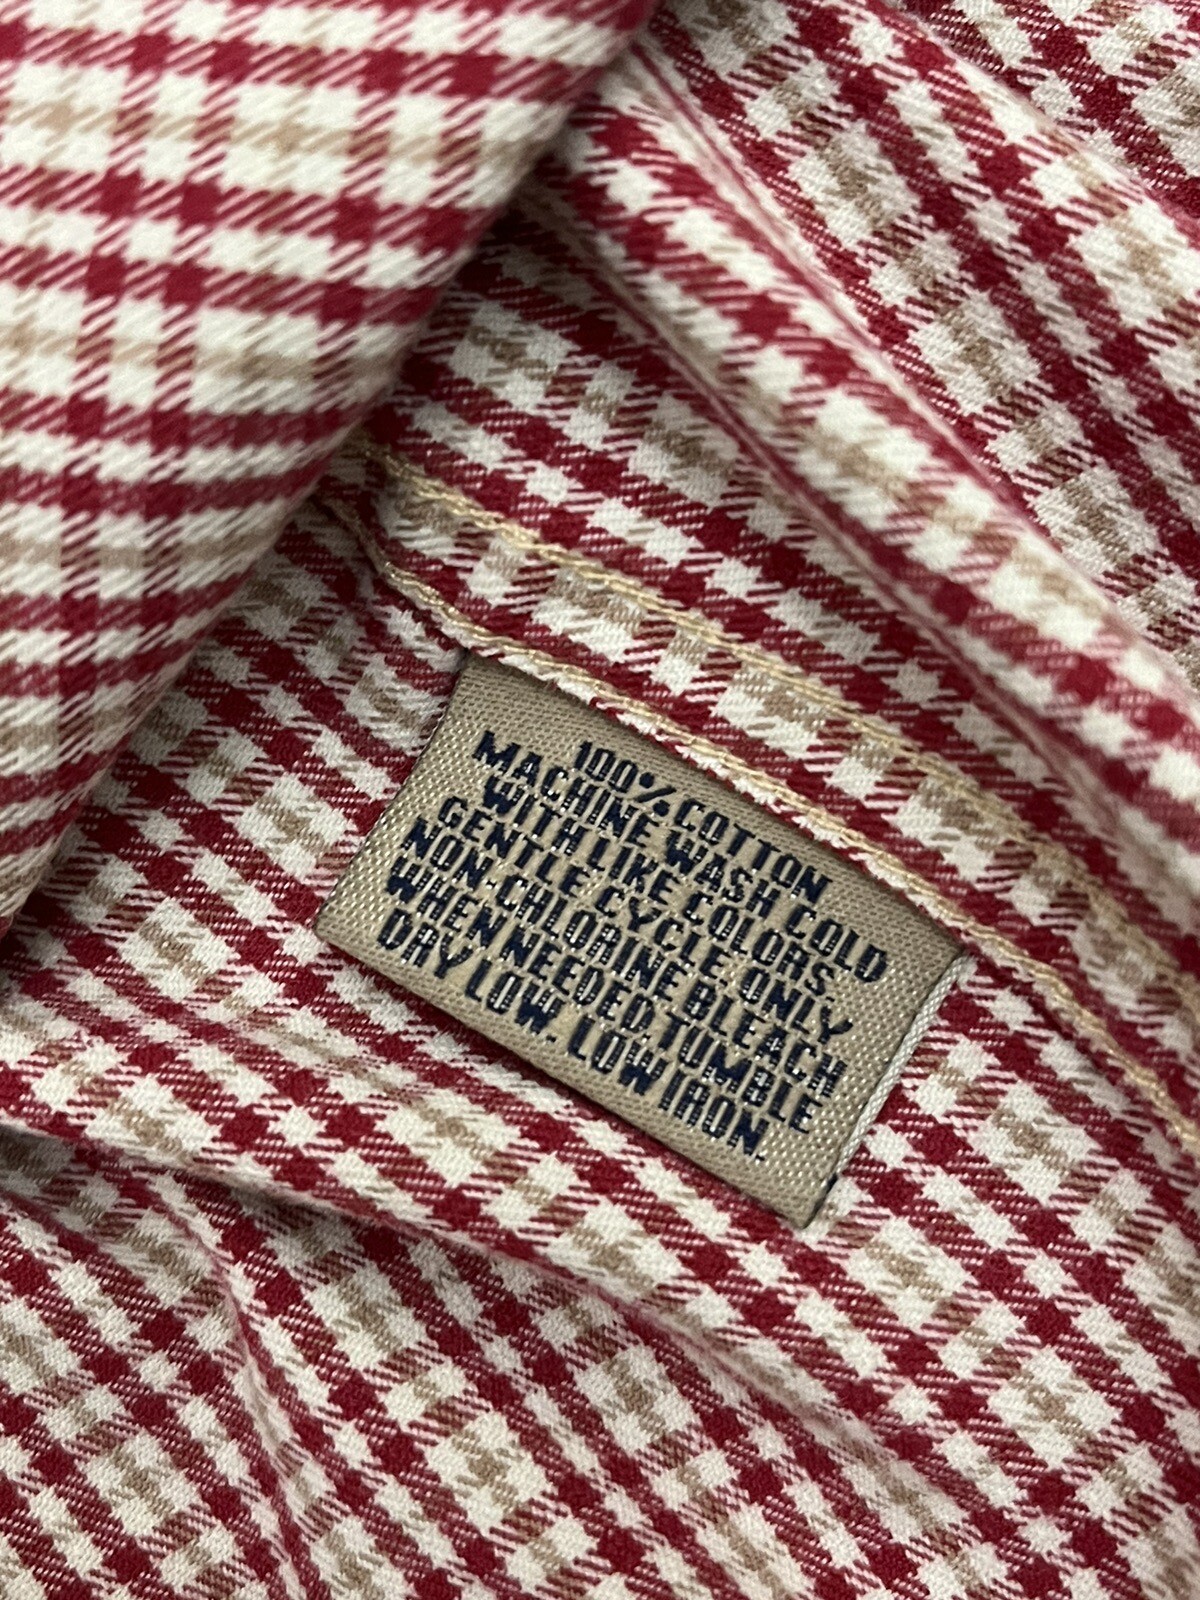 100% COTTON
MACHINE WASH COLD
WITH LIKE COLORS.
GENTLE CYCLE. ONLY
NON-CHLORINE BLEACH
WHEN NEEDED. TUMBLE
DRY LOW. LOW IRON.